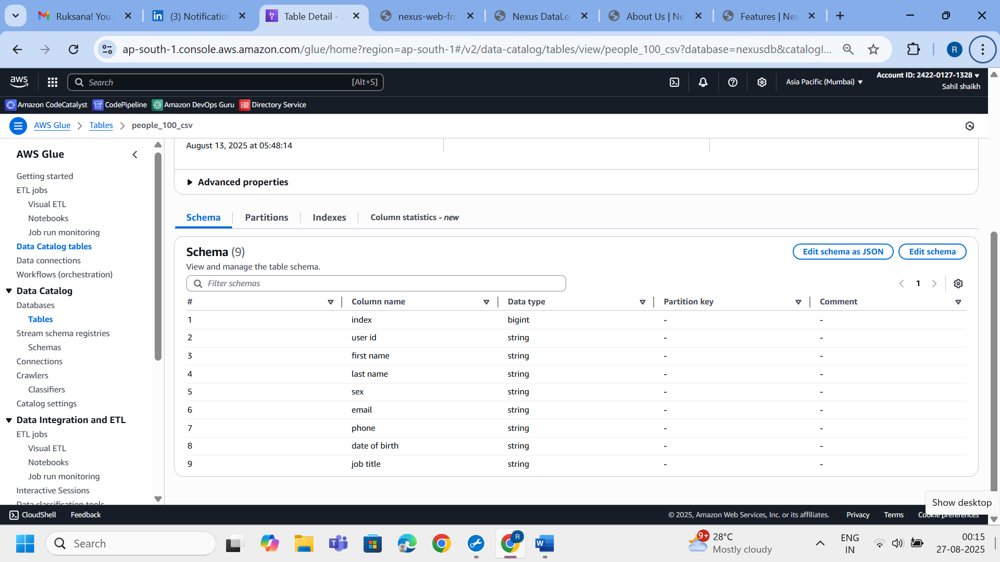 Ruksana! You j
(3) Notification
Table Detail - A
nexus-web-fro
Nexus DataLe
About Us | Ne
Features | Nex
ap-south-1.console.aws.amazon.com/glue/home?region=ap-south-1#/v2/data-catalog/tables/view/people_100_csv?database=nexusdb&catalogI...
R
aws
Search
[Alt+S]
Asia Pacific (Mumbai)
Account ID: 2422-0127-1328
Sahil shaikh
Amazon CodeCatalyst
CodePipeline
Amazon DevOps Guru
Directory Service
AWS Glue
Tables
people_100_csv
AWS Glue
Getting started
ETL jobs
Visual ETL
Notebooks
Job run monitoring
Data Catalog tables
Data connections
Workflows (orchestration)
Data Catalog
Databases
Tables
Stream schema registries
Schemas
Connections
Crawlers
Classifiers
Catalog settings
Data Integration and ETL
ETL jobs
Visual ETL
Notebooks
Job run monitoring
Interactive Sessions
Data classification tools
August 13, 2025 at 05:48:14
Advanced properties
Schema Partitions Indexes Column statistics - new
Schema (9)
View and manage the table schema.
Edit schema as JSON
Edit schema
Filter schemas
1
# Column name Data type Partition key Comment
1 index bigint - -
2 user id string - -
3 first name string - -
4 last name string - -
5 sex string - -
6 email string - -
7 phone string - -
8 date of birth string - -
9 job title string - -
Show desktop
CloudShell
Feedback
© 2025, Amazon Web Services, Inc. or its affiliates.
Privacy
Terms
Cookie preferences
Search
T
R
W
9+
28°C
Mostly cloudy
ENG
IN
00:15
27-08-2025